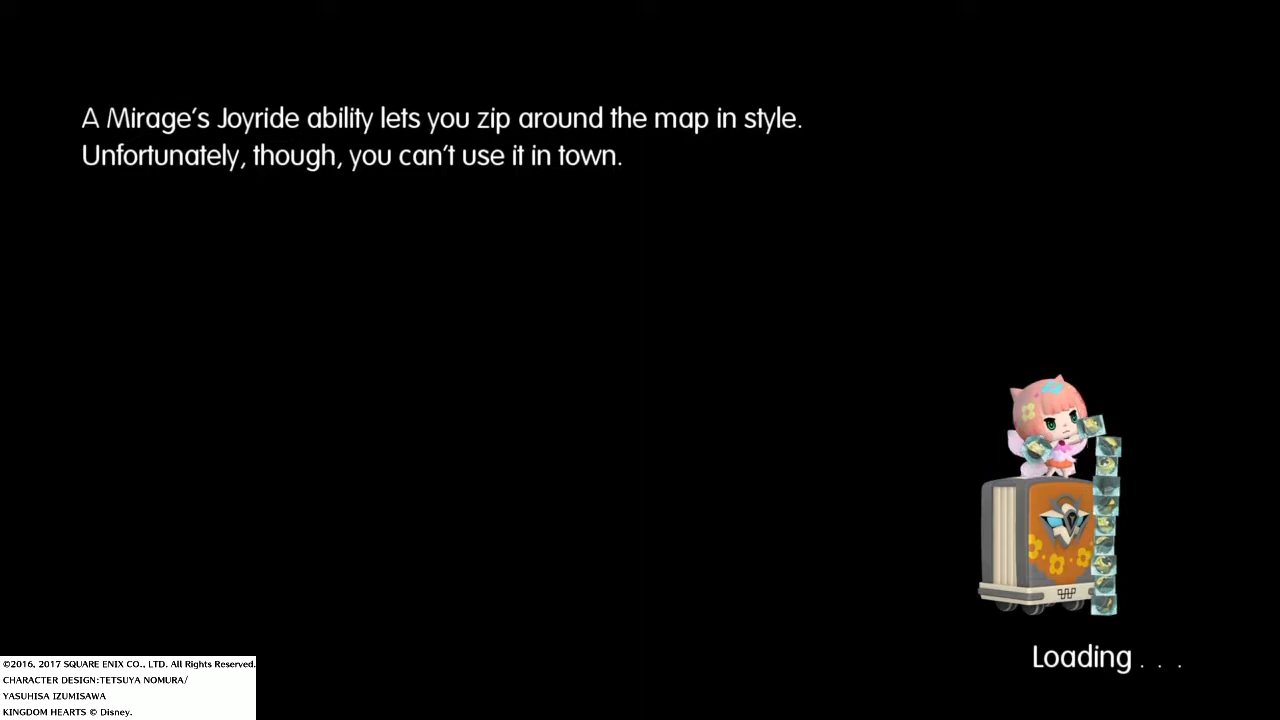 A Mirage's Joyride ability lets you zip around the map in style.
Unfortunately, though, you can't use it in town.
Loading . . .
©2016, 2017 SQUARE ENIX CO., LTD. All Rights Reserved.
CHARACTER DESIGN:TETSUYA NOMURA/
YASUHISA IZUMISAWA
KINGDOM HEARTS © Disney.